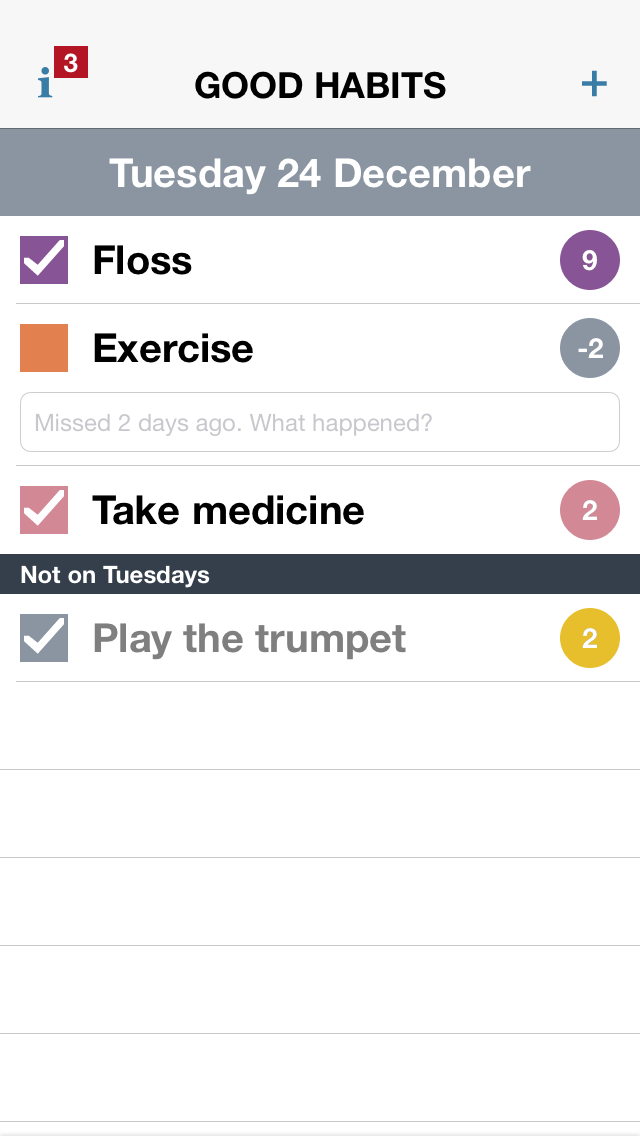 i 3
GOOD HABITS
+
Tuesday 24 December
Floss 9
Exercise -2
Missed 2 days ago. What happened?
Take medicine 2
Not on Tuesdays
Play the trumpet 2